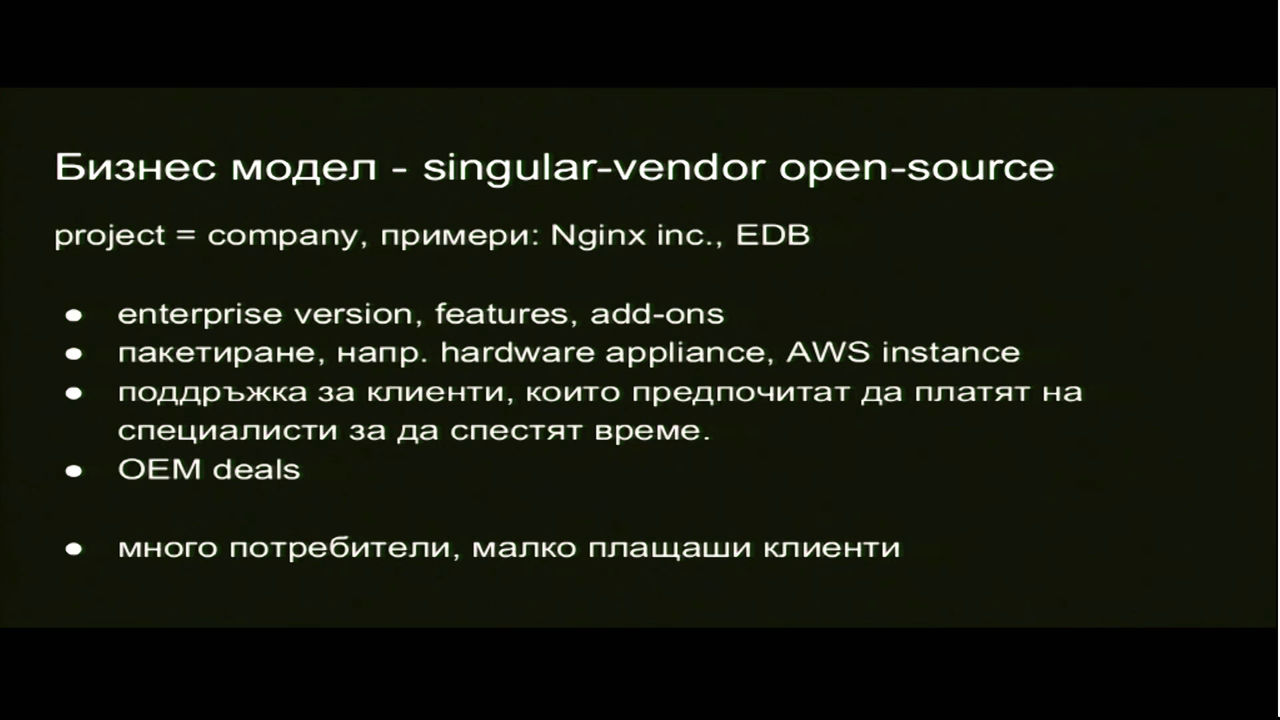 Бизнес модел - singular-vendor open-source
project = company, примери: Nginx inc., EDB
● enterprise version, features, add-ons
● пакетиране, напр. hardware appliance, AWS instance
● поддръжка за клиенти, които предпочитат да платят на
специалисти за да спестят време.
● OEM deals
● много потребители, малко плащаши клиенти